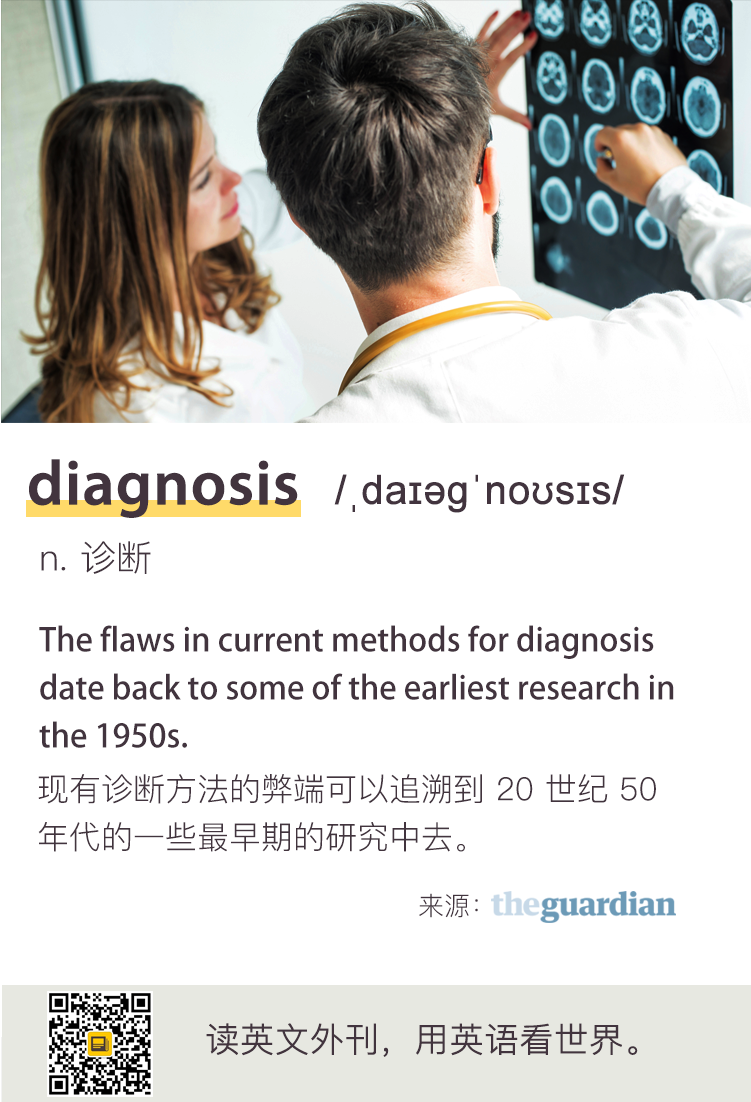 diagnosis /ˌdaɪəgˈnoʊsɪs/
n. 诊断
The flaws in current methods for diagnosis
date back to some of the earliest research in
the 1950s.
现有诊断方法的弊端可以追溯到 20 世纪 50
年代的一些最早期的研究中去。
来源：theguardian
读英文外刊，用英语看世界。